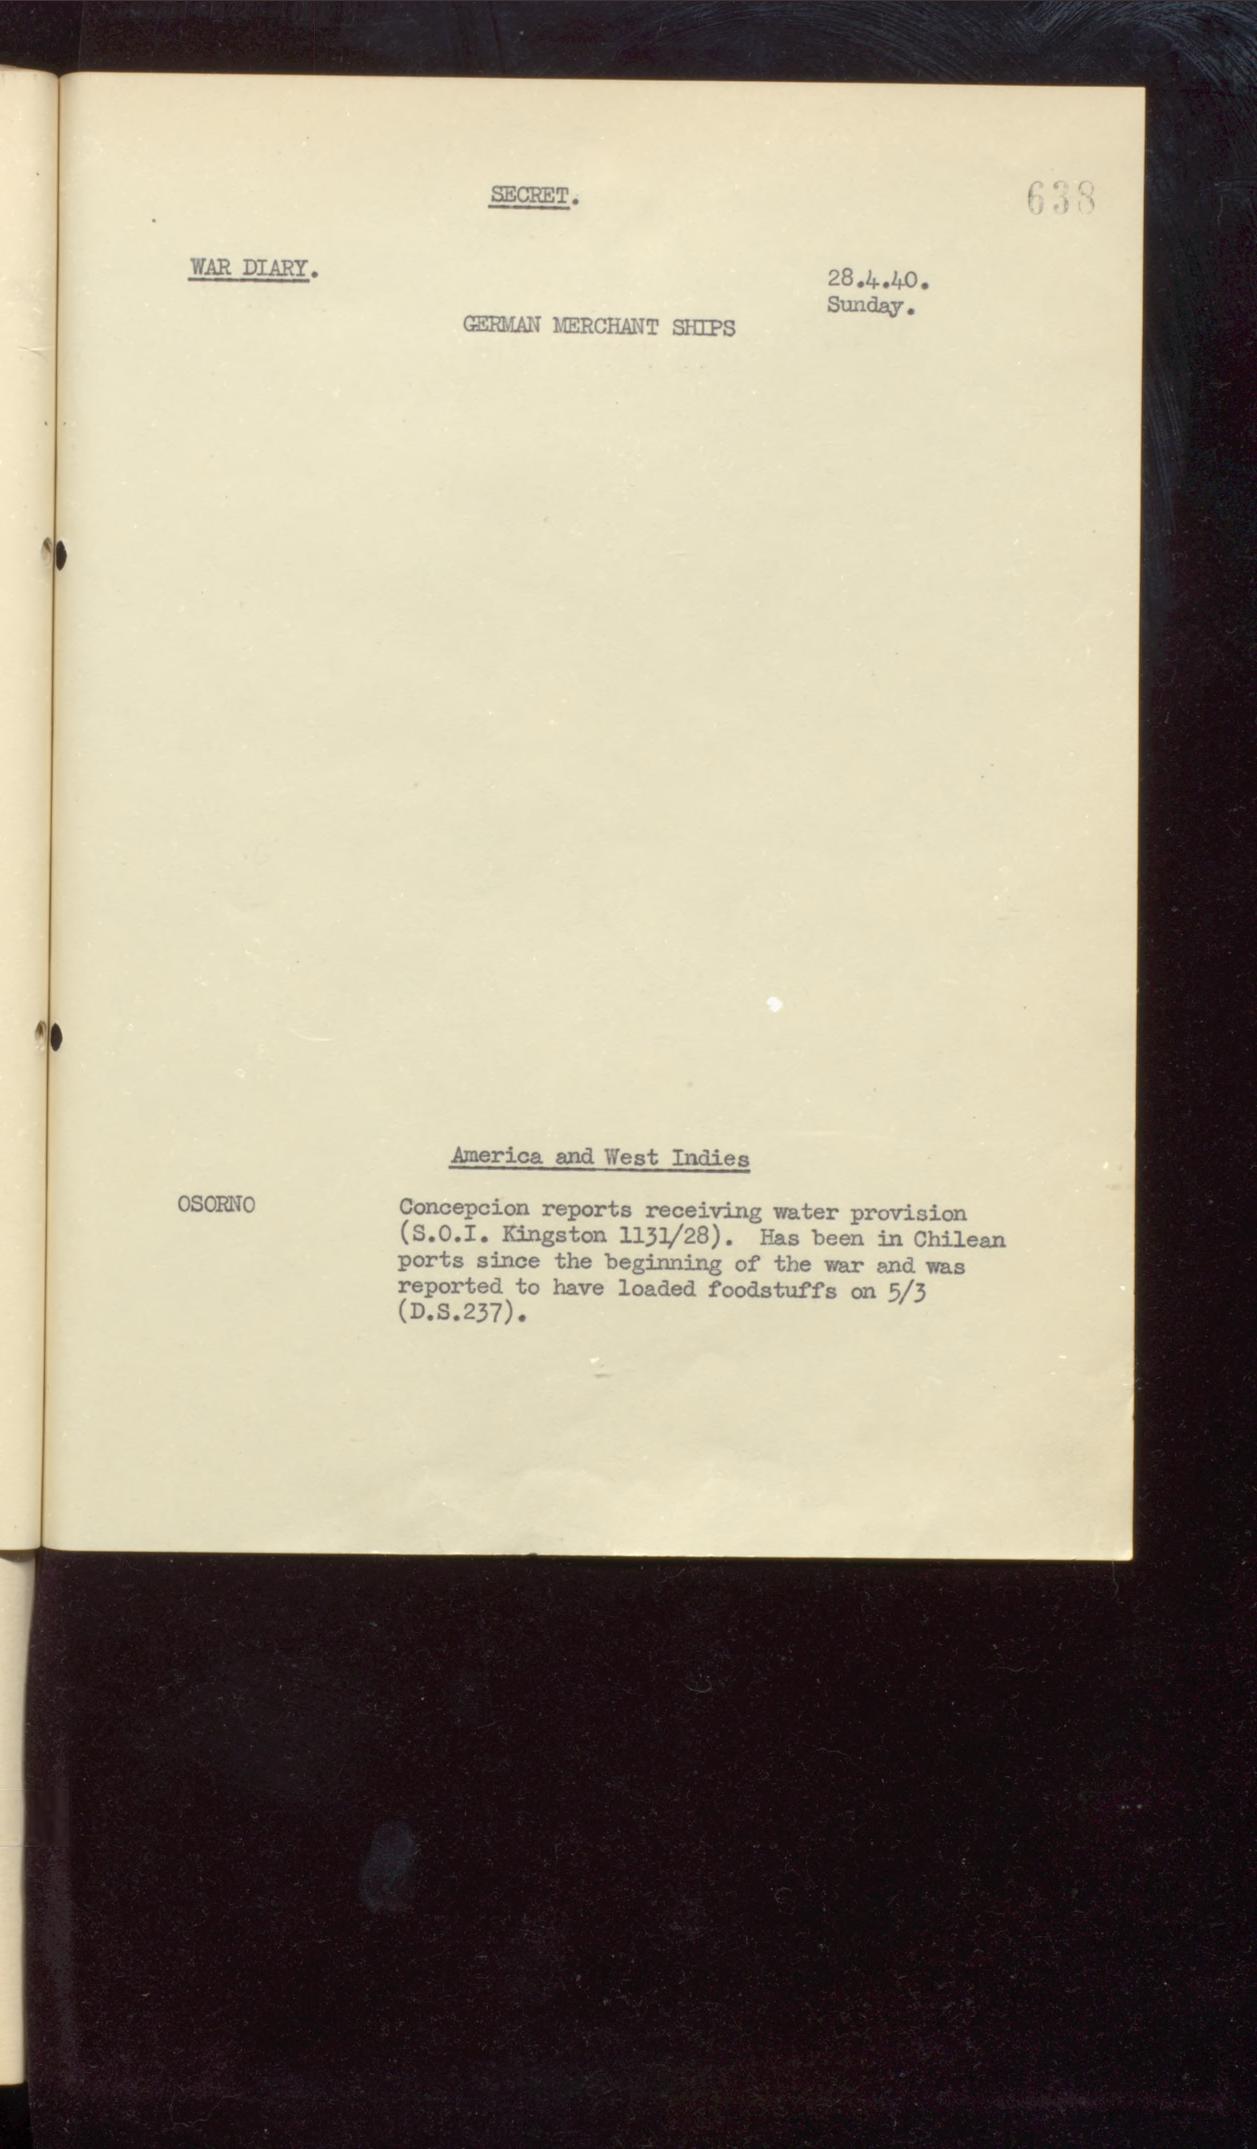 SECRET.
638
WAR DIARY.
28.4.40.
Sunday.
GERMAN MERCHANT SHIPS
America and West Indies
OSORNO
Concepcion reports receiving water provision
(S.O.I. Kingston 1131/28). Has been in Chilean
ports since the beginning of the war and was
reported to have loaded foodstuffs on 5/3
(D.S.237).